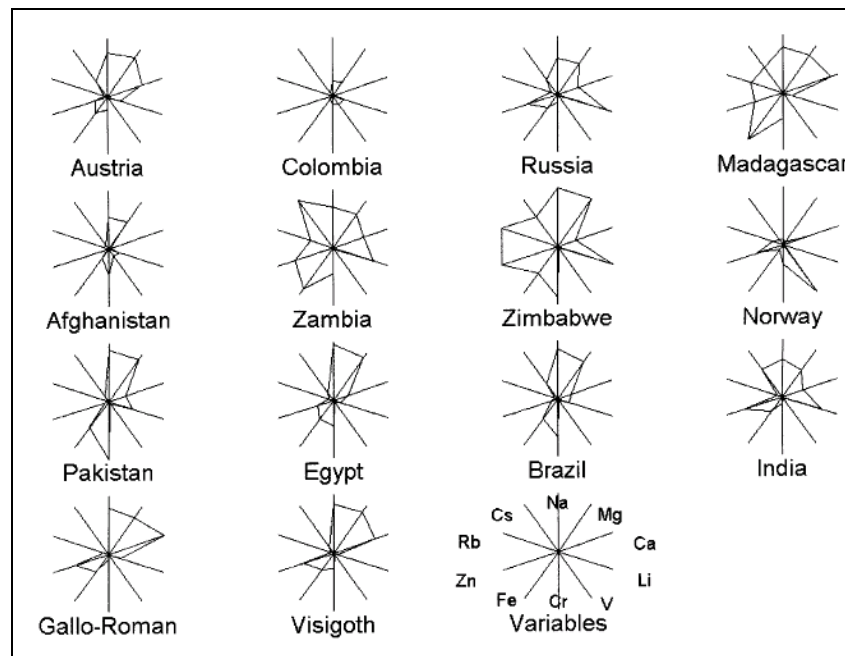 Austria Colombia Russia Madagascar
Afghanistan Zambia Zimbabwe Norway
Pakistan Egypt Brazil India
Na
Cs Mg
Rb Ca
Zn Li
Fe Cr V
Gallo-Roman Visigoth Variables